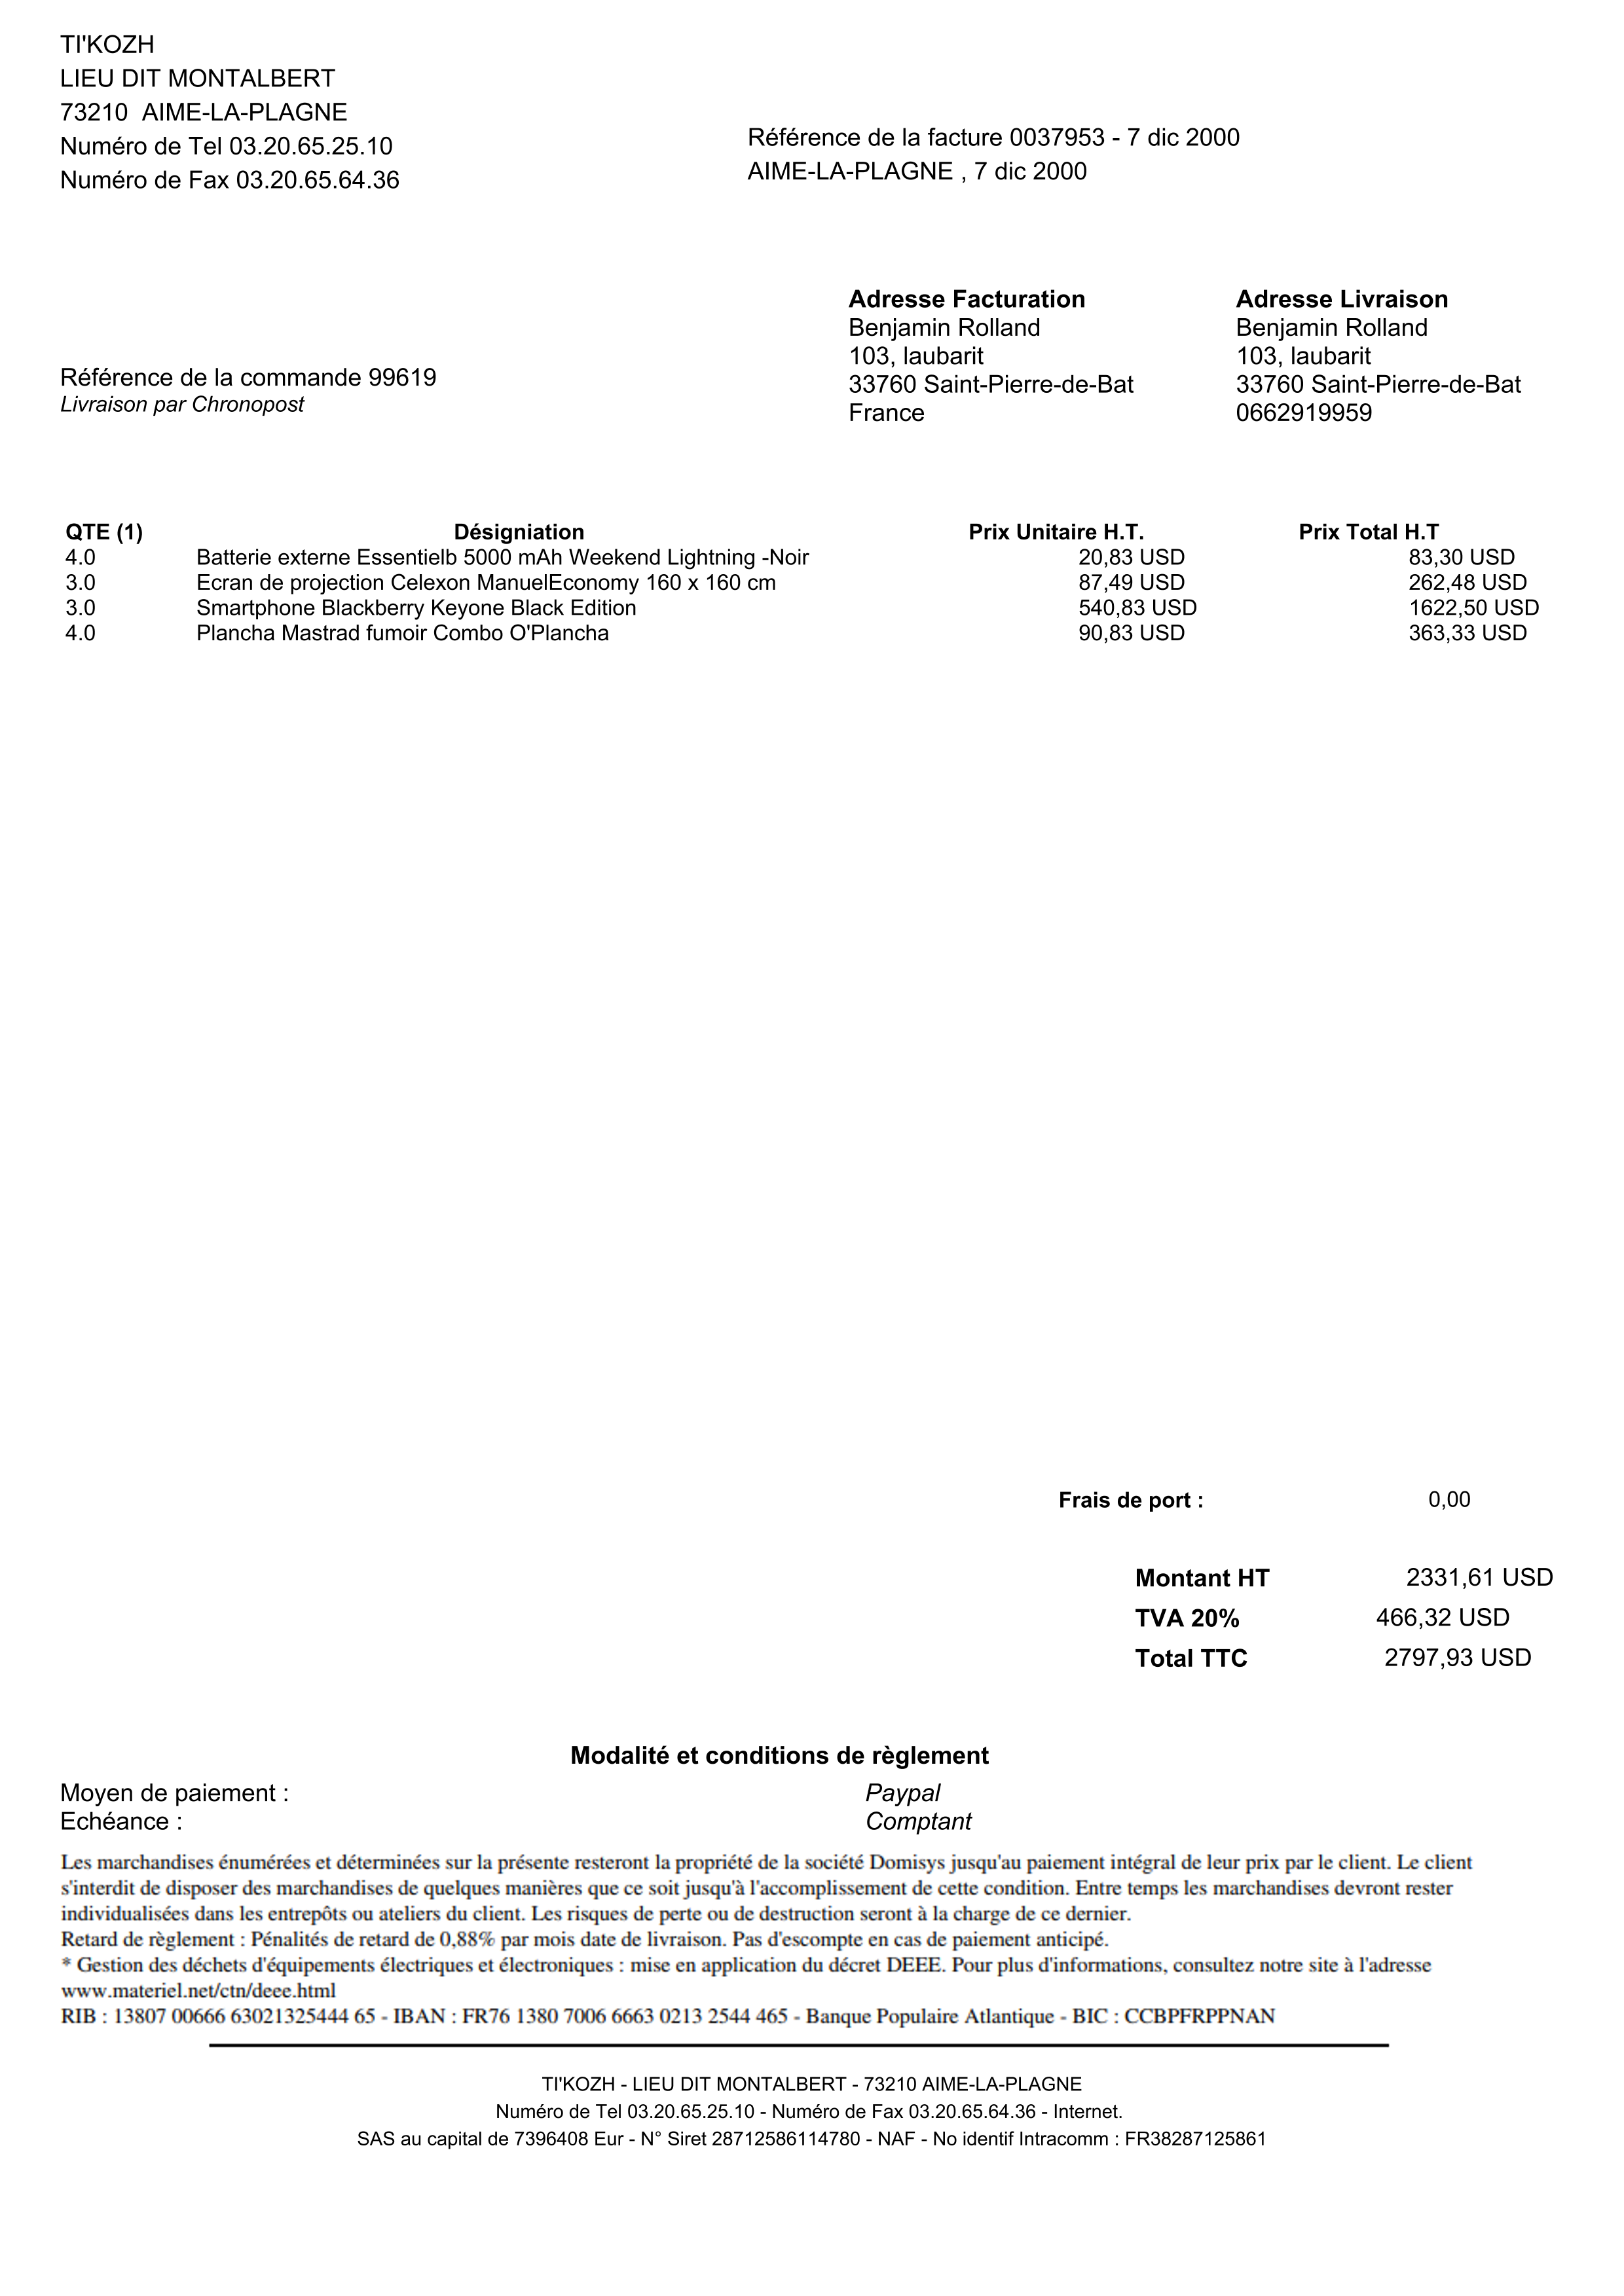 TI'KOZH
LIEU DIT MONTALBERT
73210 AIME-LA-PLAGNE
Numéro de Tel 03.20.65.25.10
Numéro de Fax 03.20.65.64.36
Référence de la facture 0037953 - 7 dic 2000
AIME-LA-PLAGNE , 7 dic 2000
Référence de la commande 99619
Livraison par Chronopost
Adresse Facturation
Benjamin Rolland
103, laubarit
33760 Saint-Pierre-de-Bat
France
Adresse Livraison
Benjamin Rolland
103, laubarit
33760 Saint-Pierre-de-Bat
0662919959
QTE (1) Désigniation Prix Unitaire H.T. Prix Total H.T
4.0 Batterie externe Essentielb 5000 mAh Weekend Lightning -Noir 20,83 USD 83,30 USD
3.0 Ecran de projection Celexon ManuelEconomy 160 x 160 cm 87,49 USD 262,48 USD
3.0 Smartphone Blackberry Keyone Black Edition 540,83 USD 1622,50 USD
4.0 Plancha Mastrad fumoir Combo O'Plancha 90,83 USD 363,33 USD
Frais de port : 0,00
Montant HT 2331,61 USD
TVA 20% 466,32 USD
Total TTC 2797,93 USD
Modalité et conditions de règlement
Moyen de paiement : Paypal
Echéance : Comptant
Les marchandises énumérées et déterminées sur la présente resteront la propriété de la société Domisys jusqu'au paiement intégral de leur prix par le client. Le client
s'interdit de disposer des marchandises de quelques manières que ce soit jusqu'à l'accomplissement de cette condition. Entre temps les marchandises devront rester
individualisées dans les entrepôts ou ateliers du client. Les risques de perte ou de destruction seront à la charge de ce dernier.
Retard de règlement : Pénalités de retard de 0,88% par mois date de livraison. Pas d'escompte en cas de paiement anticipé.
* Gestion des déchets d'équipements électriques et électroniques : mise en application du décret DEEE. Pour plus d'informations, consultez notre site à l'adresse
www.materiel.net/ctn/deee.html
RIB : 13807 00666 63021325444 65 - IBAN : FR76 1380 7006 6663 0213 2544 465 - Banque Populaire Atlantique - BIC : CCBPFRPPNAN
TI'KOZH - LIEU DIT MONTALBERT - 73210 AIME-LA-PLAGNE
Numéro de Tel 03.20.65.25.10 - Numéro de Fax 03.20.65.64.36 - Internet.
SAS au capital de 7396408 Eur - N° Siret 28712586114780 - NAF - No identif Intracomm : FR38287125861